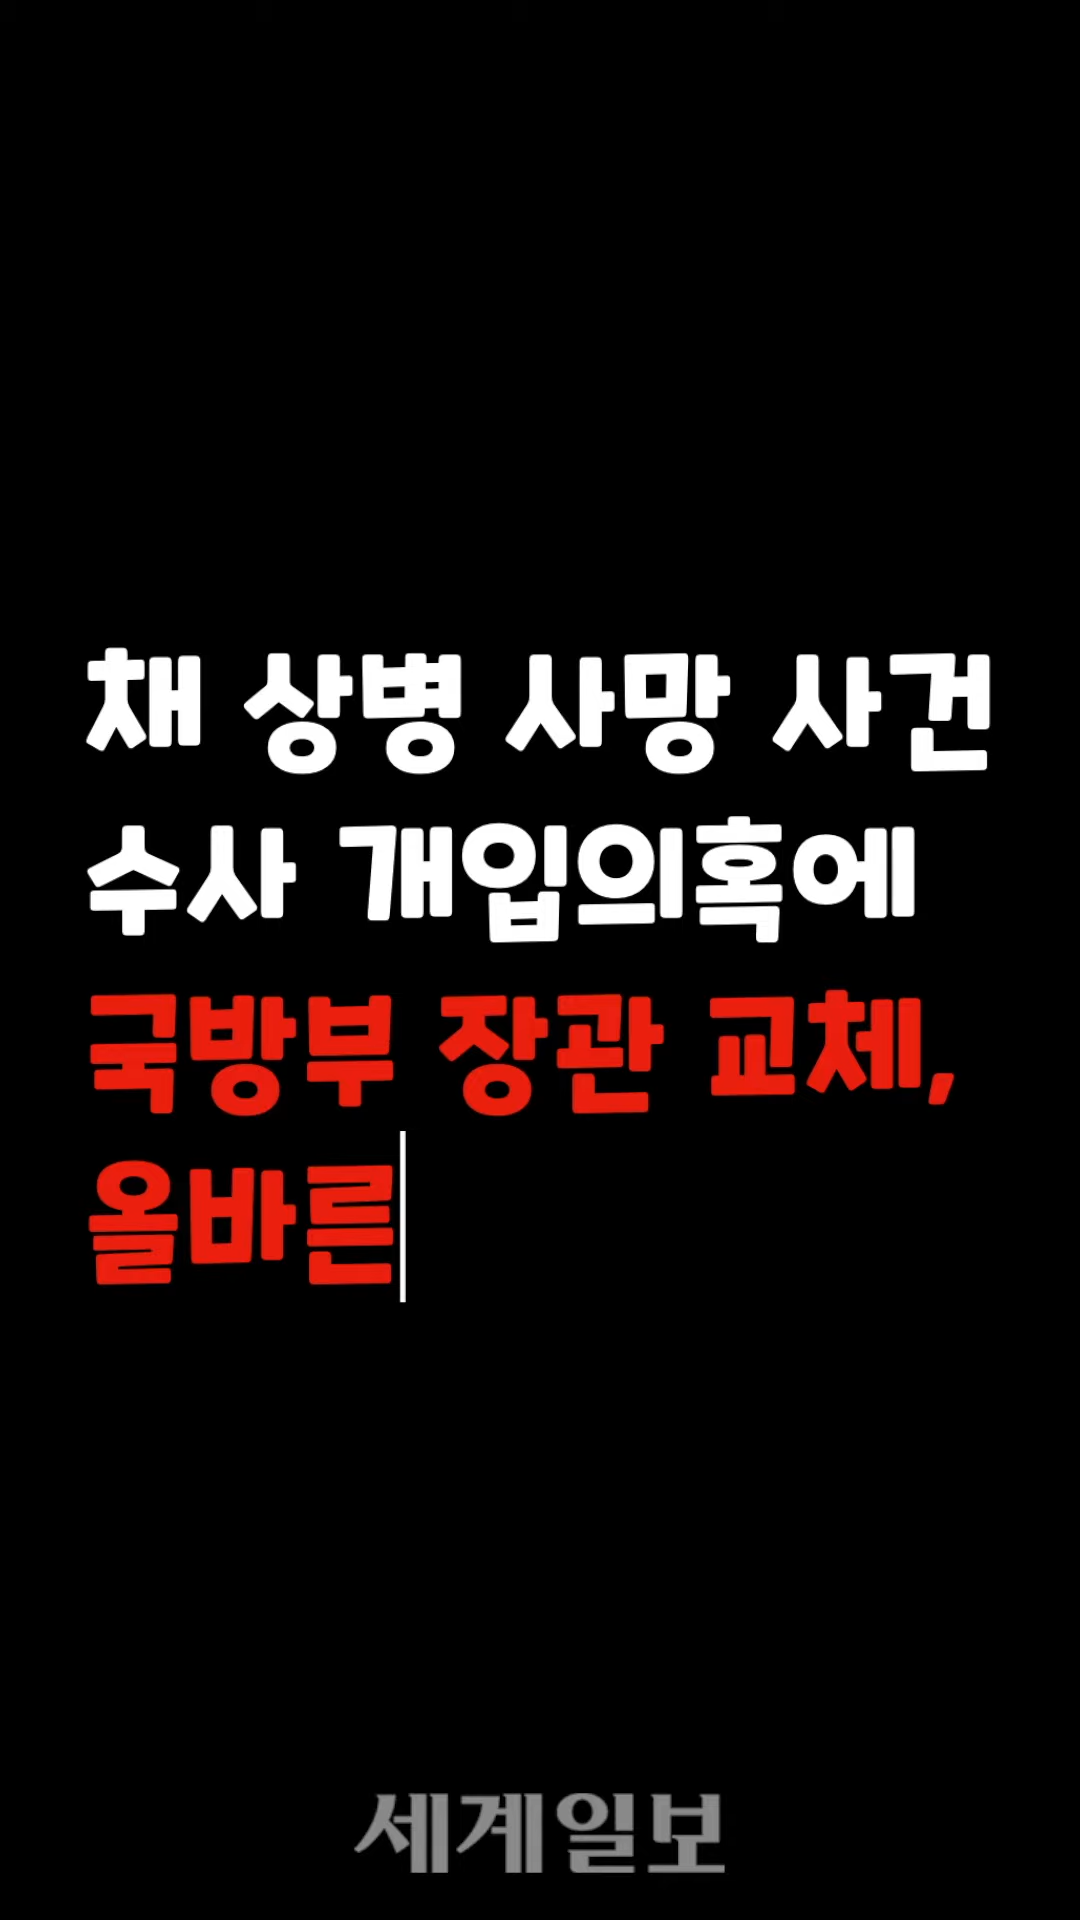 채 상병 사망 사건
수사 개입의혹에
국방부 장관 교체,
올바른
세계일보